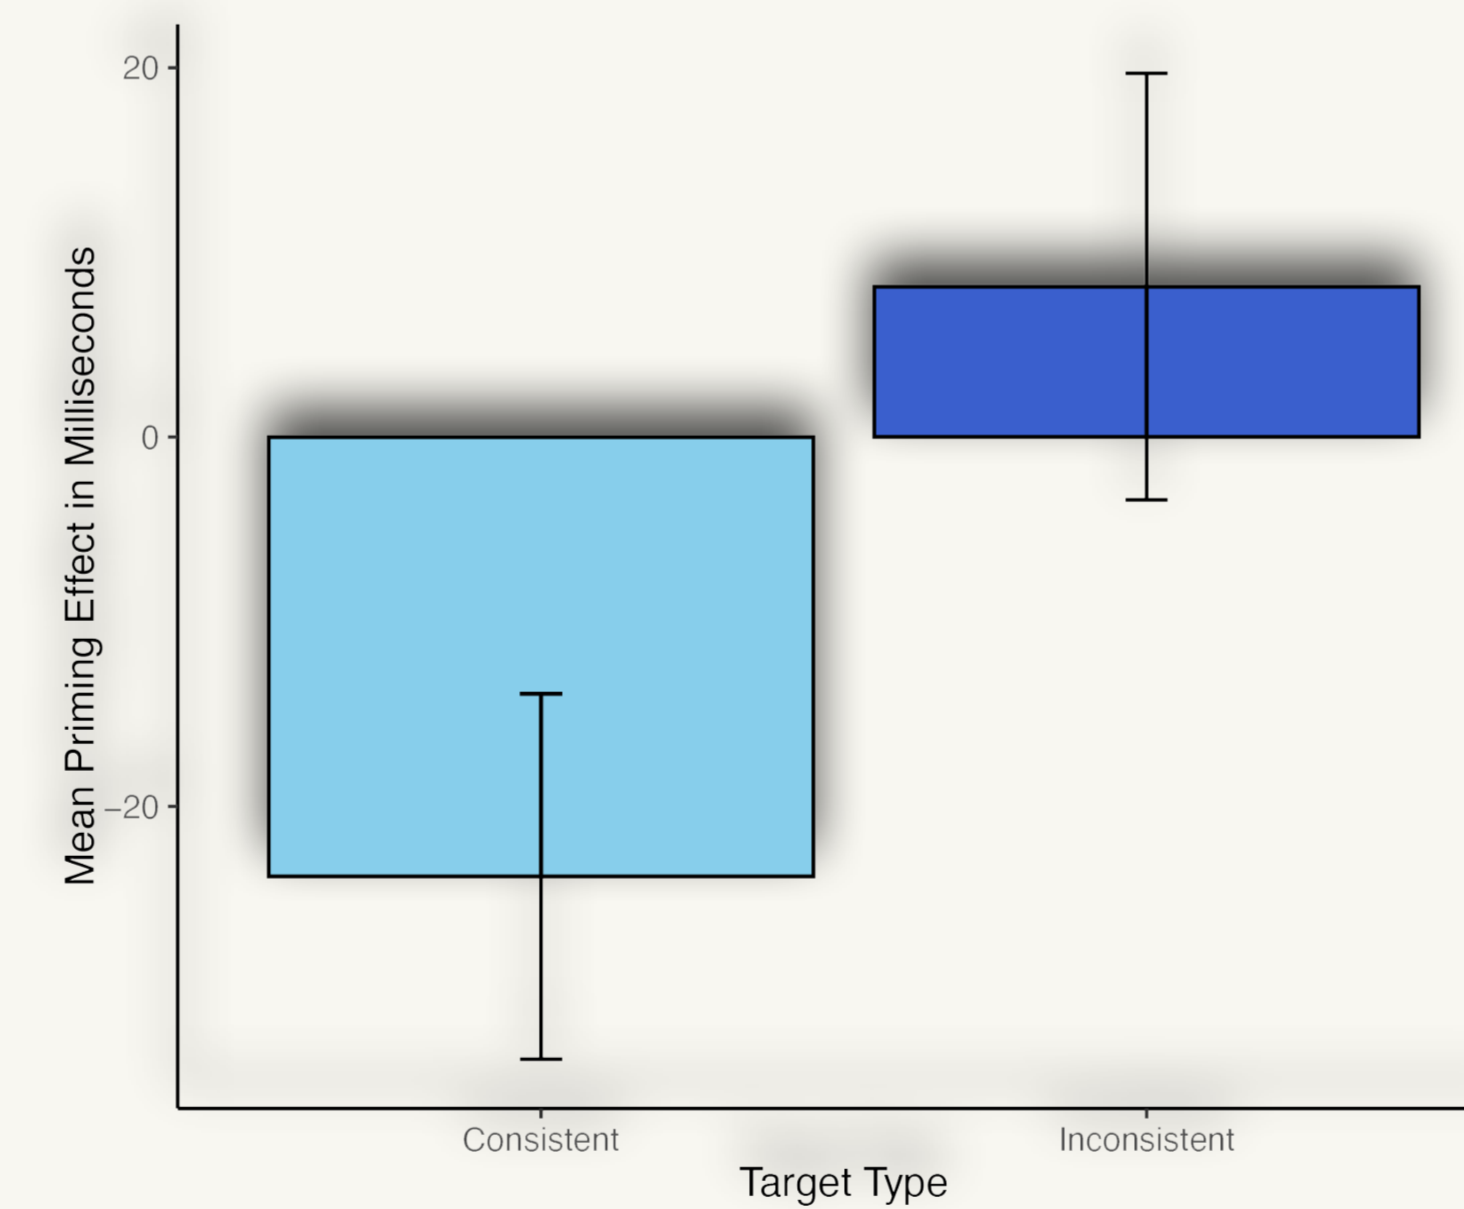 Mean Priming Effect in Milliseconds
20
0
−20
Consistent
Inconsistent
Target Type